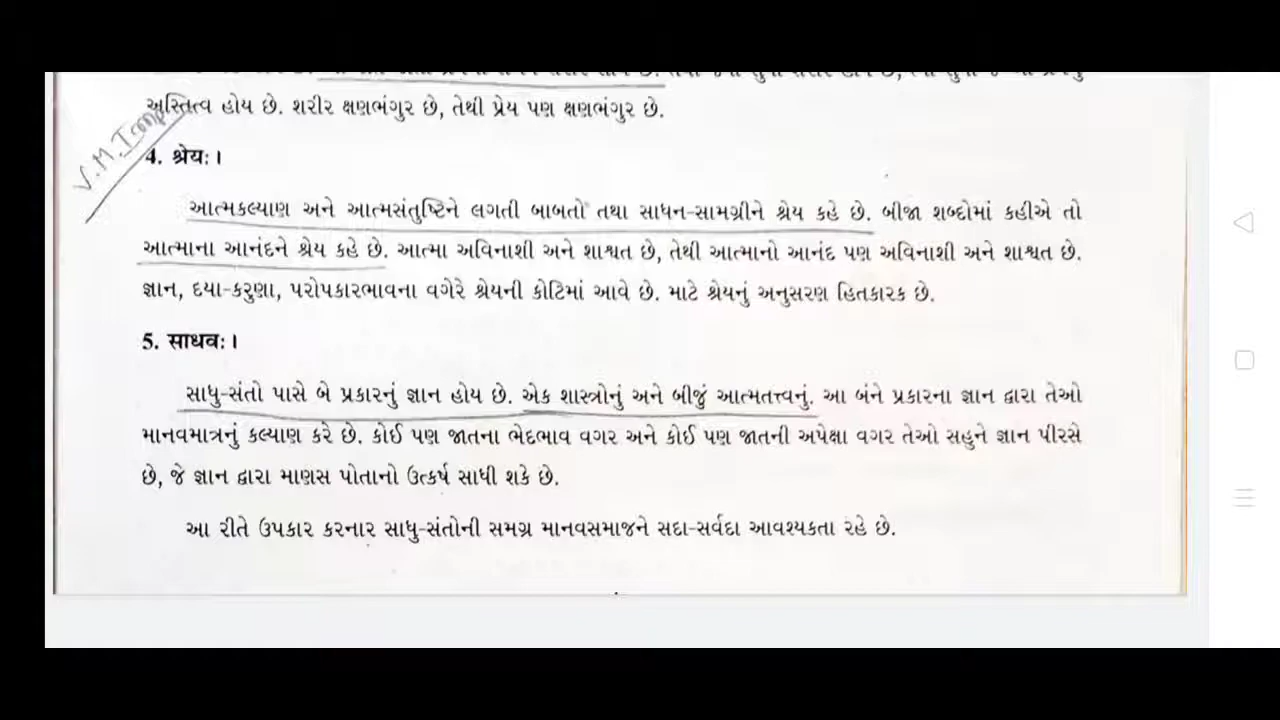 અસ્તિત્વ હોય છે. શરીર ક્ષણભંગુર છે, તેથી પ્રેય પણ ક્ષણભંગુર છે.
V.M.Imp
4. श्रेयः।
આત્મકલ્યાણ અને આત્મસંતુષ્ટિને લગતી બાબતો તથા સાધન-સામગ્રીને શ્રેય કહે છે. બીજા શબ્દોમાં કહીએ તો
આત્માના આનંદને શ્રેય કહે છે. આત્મા અવિનાશી અને શાશ્વત છે, તેથી આત્માનો આનંદ પણ અવિનાશી અને શાશ્વત છે.
જ્ઞાન, દયા-કરુણા, પરોપકારભાવના વગેરે શ્રેયની કોટિમાં આવે છે. માટે શ્રેયનું અનુસરણ હિતકારક છે.
5. साधवः।
સાધુ-સંતો પાસે બે પ્રકારનું જ્ઞાન હોય છે. એક શાસ્ત્રોનું અને બીજું આત્મતત્ત્વનું. આ બંને પ્રકારના જ્ઞાન દ્વારા તેઓ
માનવમાત્રનું કલ્યાણ કરે છે. કોઈ પણ જાતના ભેદભાવ વગર અને કોઈ પણ જાતની અપેક્ષા વગર તેઓ સહુને જ્ઞાન પીરસે
છે, જે જ્ઞાન દ્વારા માણસ પોતાનો ઉત્કર્ષ સાધી શકે છે.
આ રીતે ઉપકાર કરનાર સાધુ-સંતોની સમગ્ર માનવસમાજને સદા-સર્વદા આવશ્યકતા રહે છે.